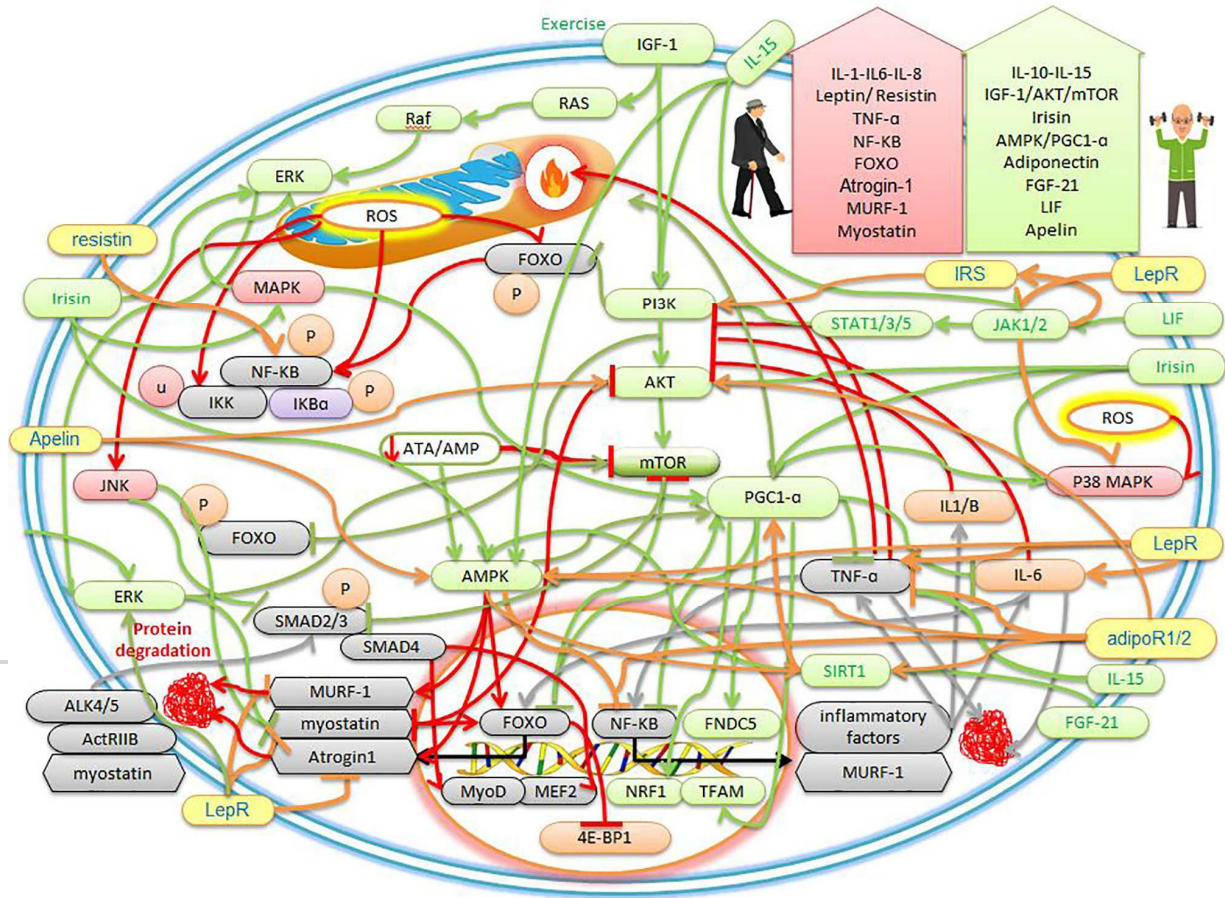 Exercise
IGF-1
IL-15
RAS
Raf
ERK
ROS
FOXO
P
IL-1-IL6-IL-8
Leptin/ Resistin
TNF-α
NF-KB
FOXO
Atrogin-1
MURF-1
Myostatin
IL-10-IL-15
IGF-1/AKT/mTOR
Irisin
AMPK/PGC1-α
Adiponectin
FGF-21
LIF
Apelin
resistin
Irisin
MAPK
P
NF-KB
u
IKK
IKBα
P
PI3K
STAT1/3/5
JAK1/2
IRS
LepR
LIF
Irisin
AKT
ROS
P38 MAPK
Apelin
ATA/AMP
mTOR
JNK
P
FOXO
PGC1-α
IL1/B
LepR
AMPK
TNF-α
IL-6
ERK
P
SMAD2/3
SMAD4
Protein
degradation
adipoR1/2
SIRT1
IL-15
FGF-21
ALK4/5
ActRIIB
myostatin
MURF-1
myostatin
Atrogin1
FOXO
NF-KB
FNDC5
inflammatory
factors
MURF-1
MyoD
MEF2
NRF1
TFAM
LepR
4E-BP1